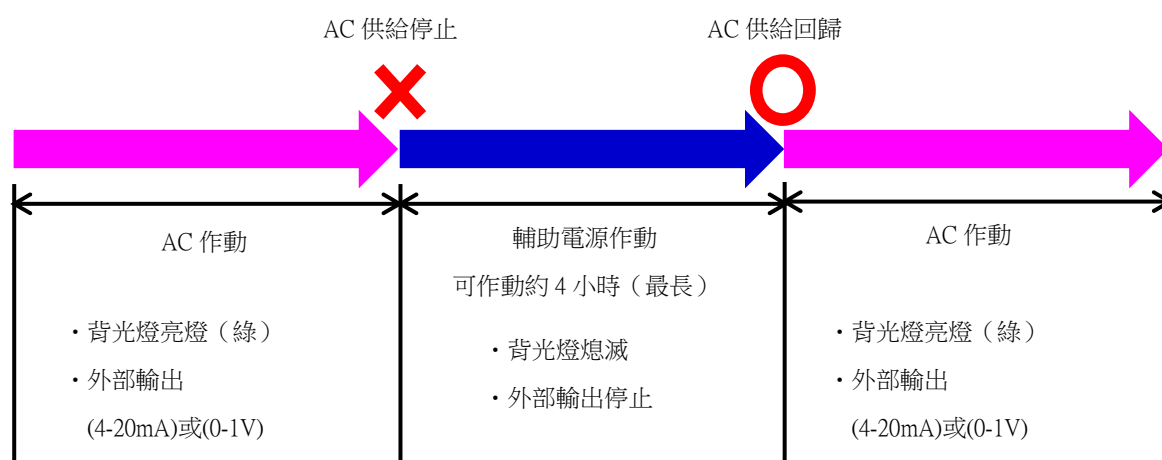 AC 供給停止
AC 供給回歸
AC 作動
・背光燈亮燈（綠）
・外部輸出
(4-20mA)或(0-1V)
輔助電源作動
可作動約 4 小時（最長）
・背光燈熄滅
・外部輸出停止
AC 作動
・背光燈亮燈（綠）
・外部輸出
(4-20mA)或(0-1V)